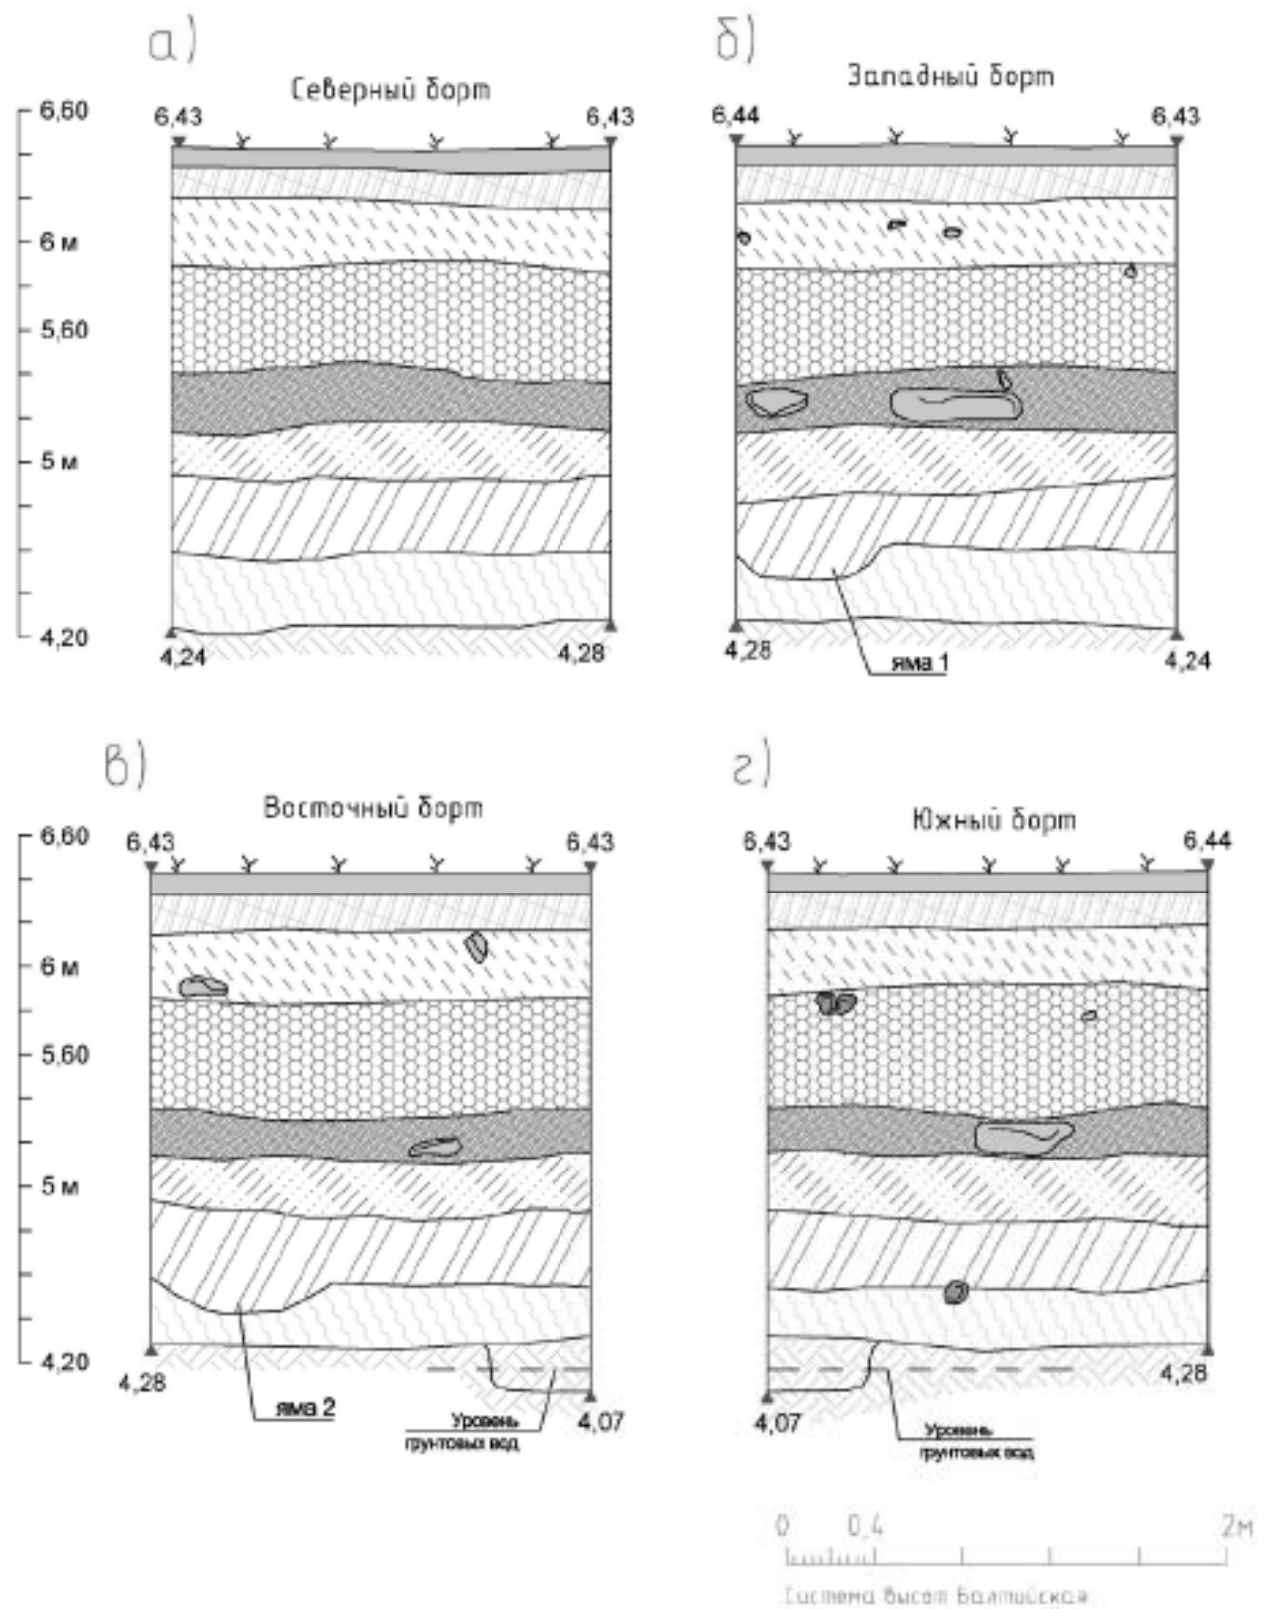 а)
Северный борт
6,60
6,43
6,43
6 м
5,60
5 м
4,20
4,24
4,28
б)
Западный борт
6,44
6,43
4,28
4,24
яма 1
в)
Восточный борт
6,60
6,43
6,43
6 м
5,60
5 м
4,20
4,28
яма 2
Уровень
грунтовых вод
4,07
г)
Южный борт
6,43
6,44
4,07
4,28
Уровень
грунтовых вод
0 0,4 2м
Система высот Балтийская